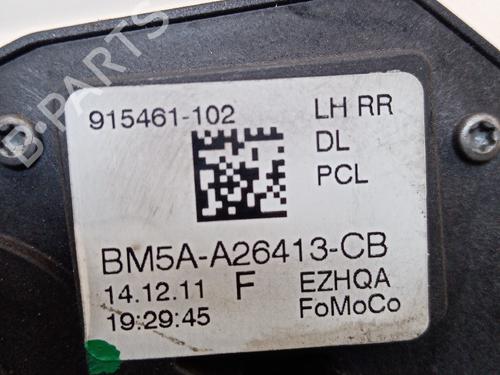 B-PARTS
915461-102 LH RR
DL
PCL
BM5A-A26413-CB
14.12.11 F EZHQA
19:29:45 FoMoCo